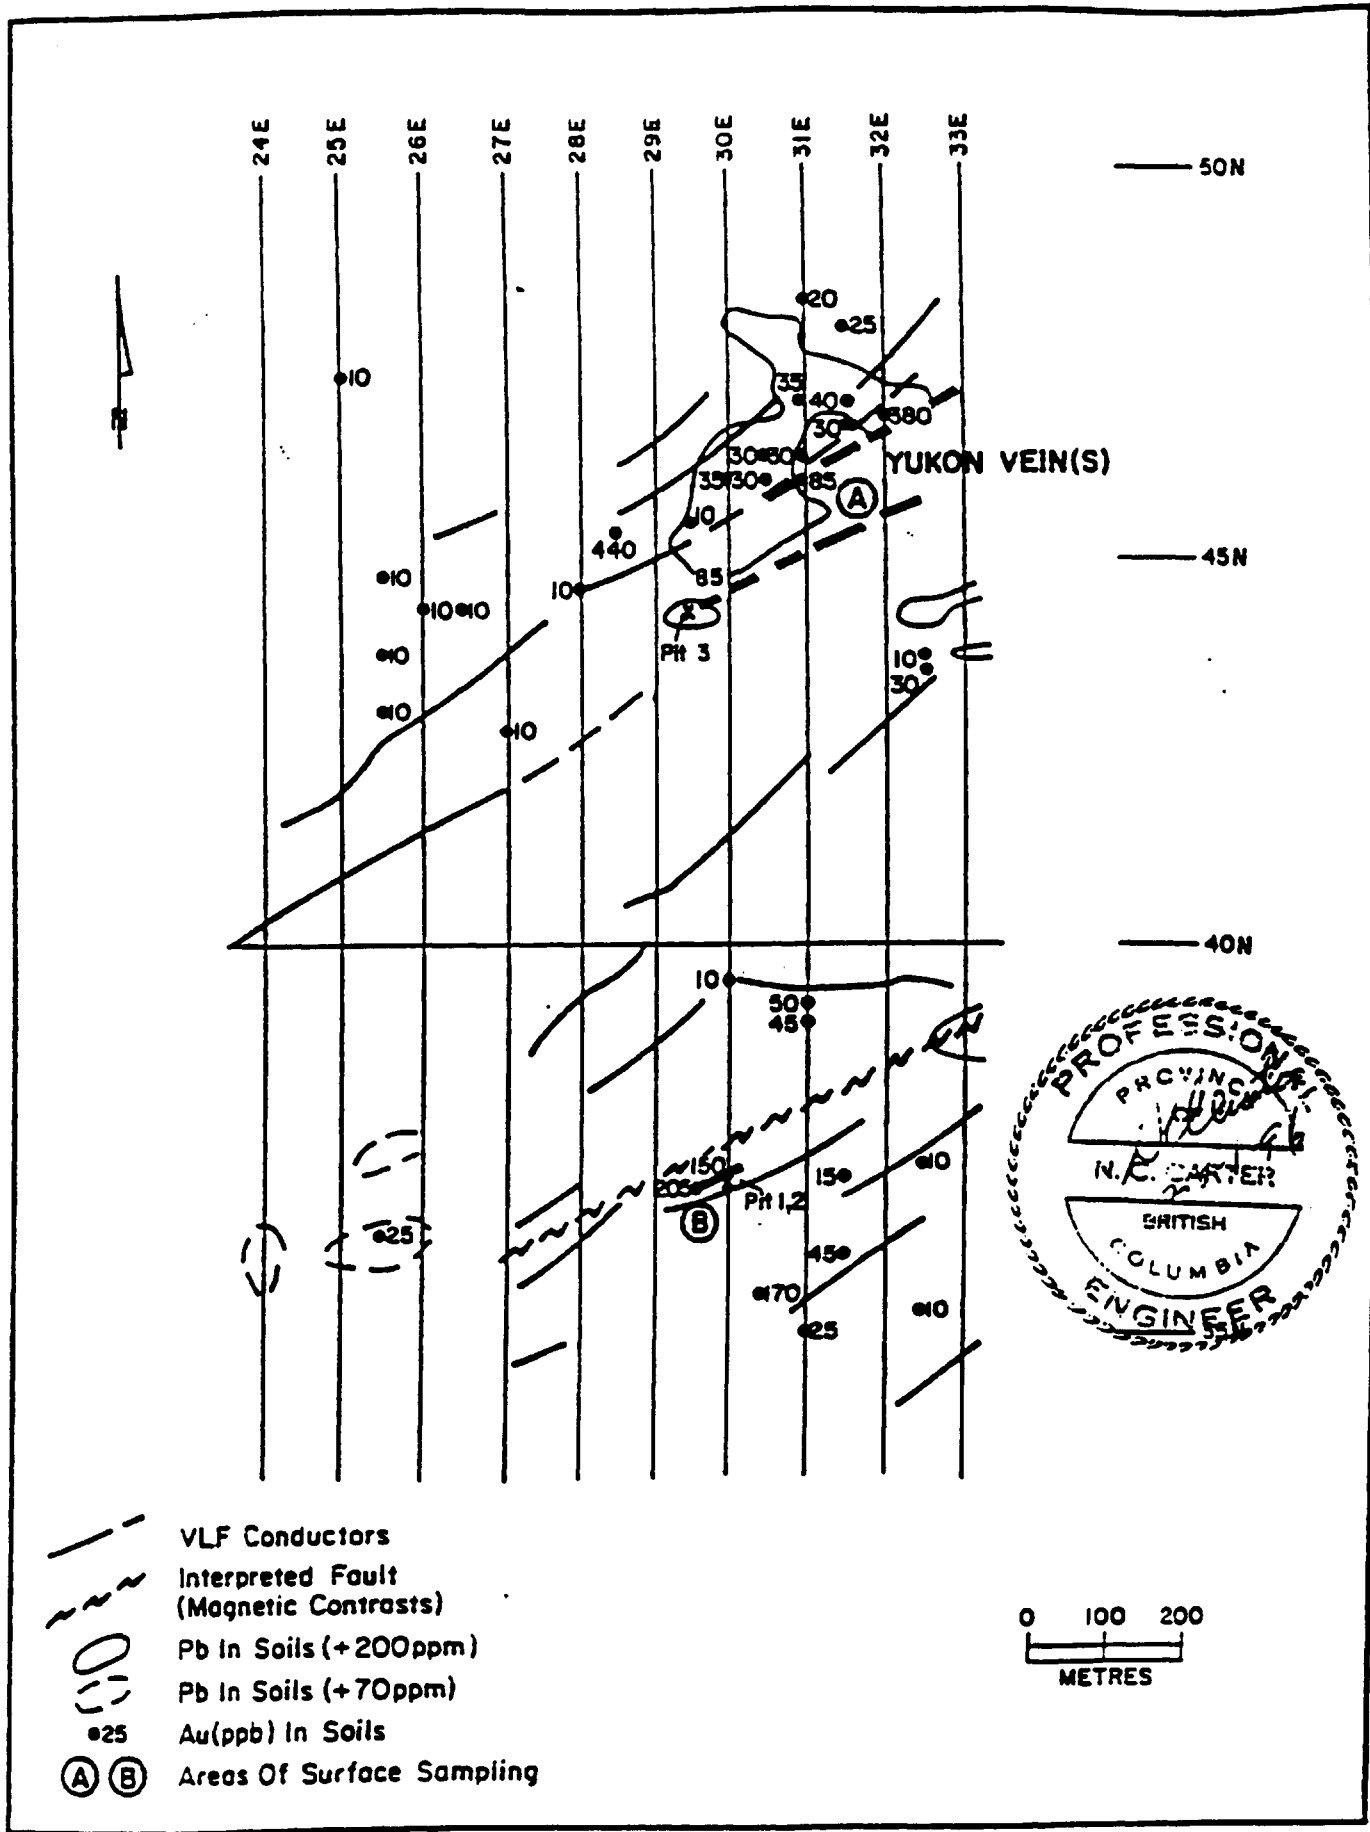 24E 25E 26E 27E 28E 29E 30E 31E 32E 33E
50N
20
25
10
35
40
580
30
30 30
YUKON VEIN(S)
35 30 85
A
10
440
45N
10
85
10
10 10
Pit 3
10
10
30
10
10
40N
10
50
45
PROFESSION
PROVINC
150
10
205
15
N. C. CARTER
Pit 1,2
B
BRITISH
25
COLUMBIA
45
170
10
ENGINEER
25
VLF Conductors
Interpreted Fault
(Magnetic Contrasts)
0 100 200
METRES
Pb In Soils (+200ppm)
Pb In Soils (+70ppm)
25 Au(ppb) In Soils
A B Areas Of Surface Sampling